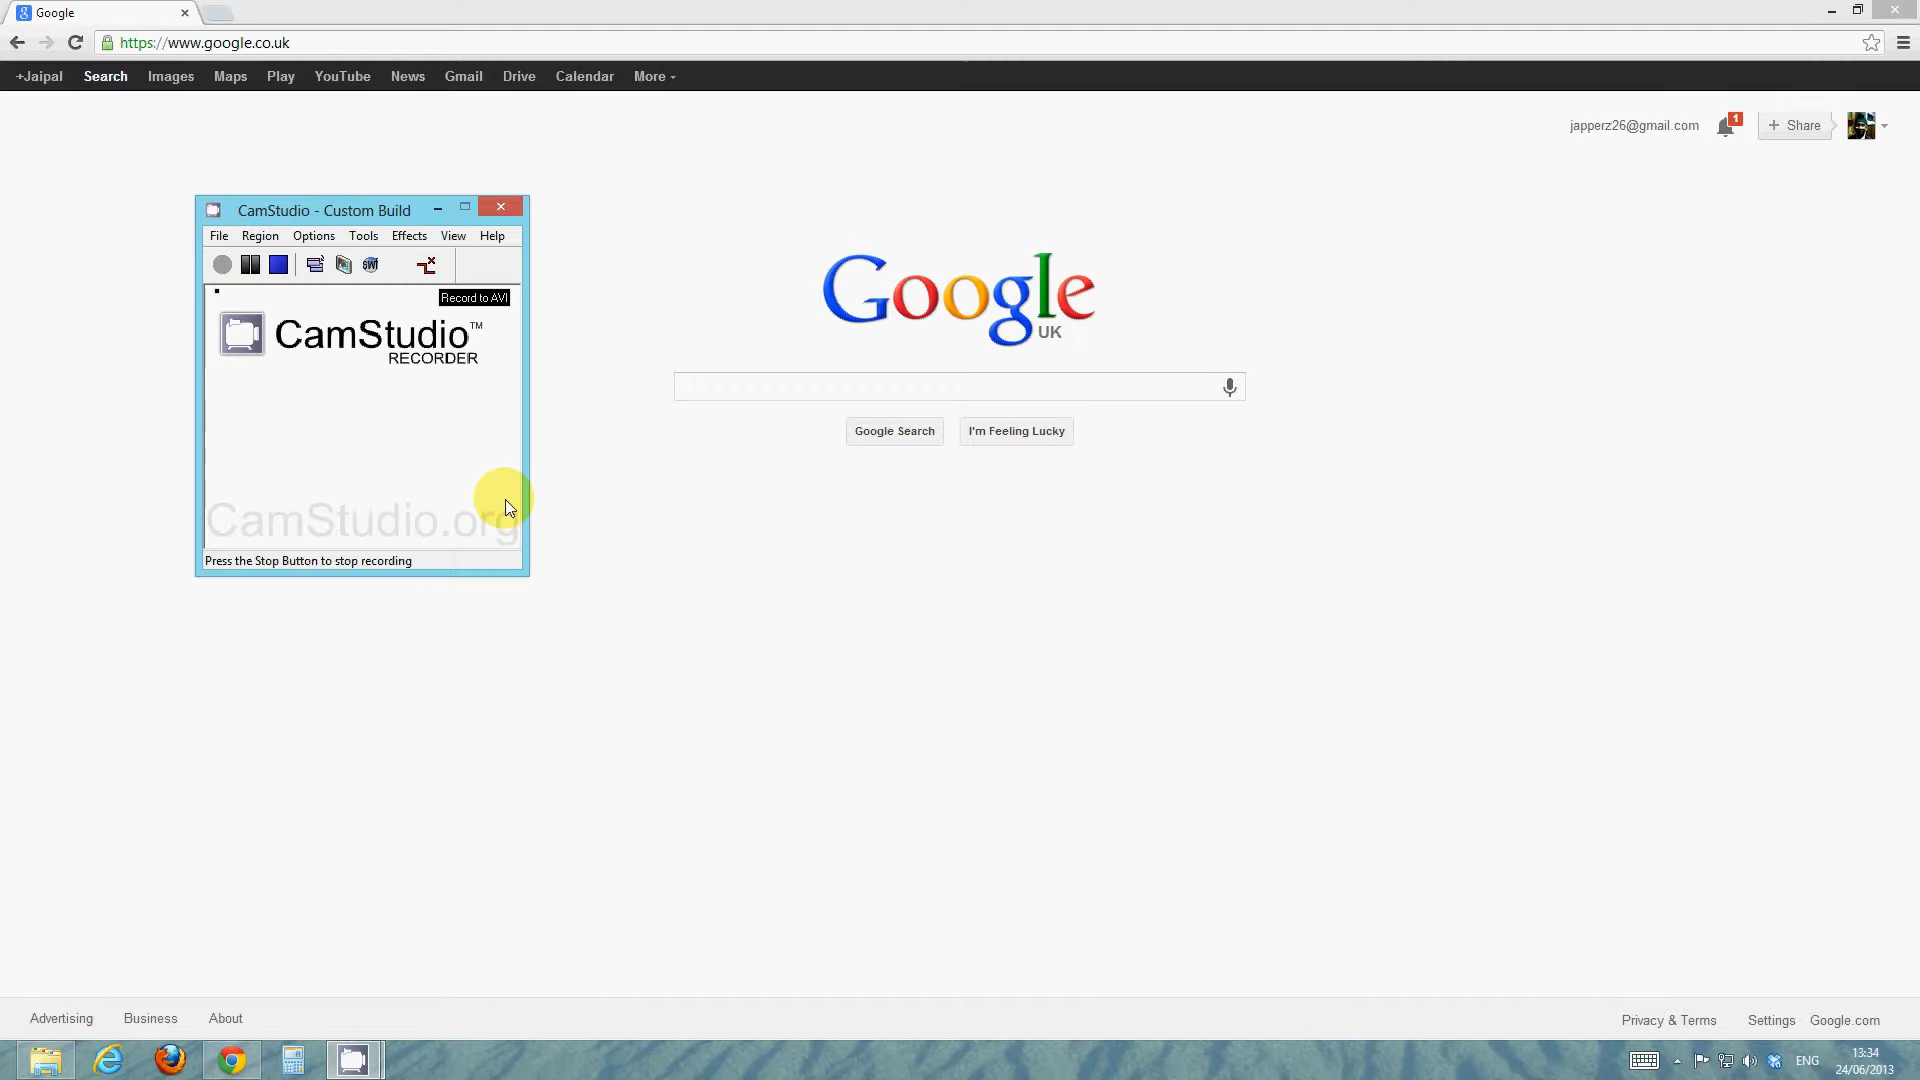 Google
https://www.google.co.uk
+Jaipal Search Images Maps Play YouTube News Gmail Drive Calendar More
japperz26@gmail.com 1 + Share
CamStudio - Custom Build
File Region Options Tools Effects View Help
SWf
Record to AVI
CamStudio™
RECORDER
CamStudio.org
Press the Stop Button to stop recording
Google
UK
Google Search I'm Feeling Lucky
Advertising Business About
Privacy & Terms Settings Google.com
ENG 13:34
24/06/2013